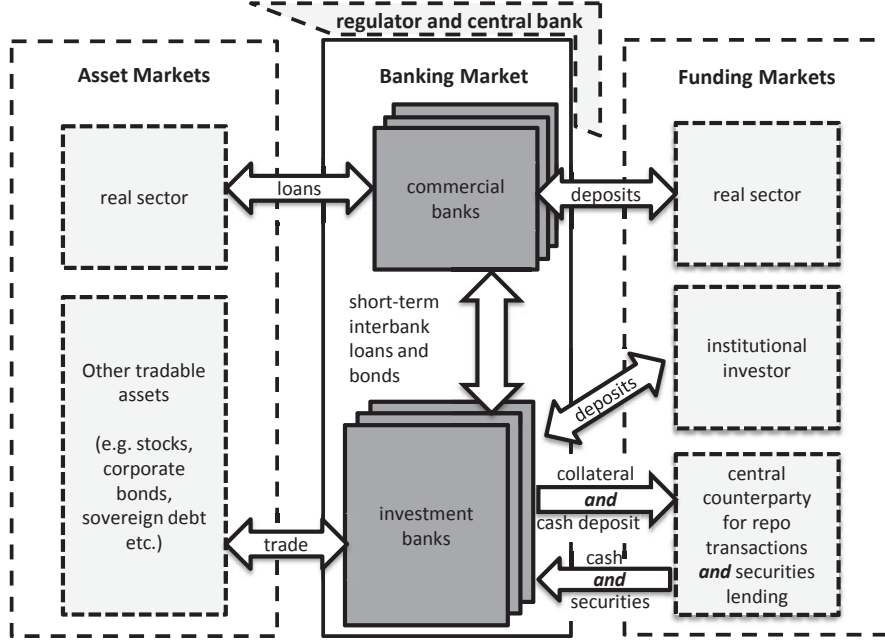 regulator and central bank
Asset Markets
Banking Market
Funding Markets
real sector
loans
commercial
banks
deposits
real sector
short-term
interbank
loans and
bonds
institutional
investor
deposits
Other tradable
assets
(e.g. stocks,
corporate
bonds,
sovereign debt
etc.)
trade
investment
banks
collateral
and
cash deposit
cash
and
securities
central
counterparty
for repo
transactions
and securities
lending